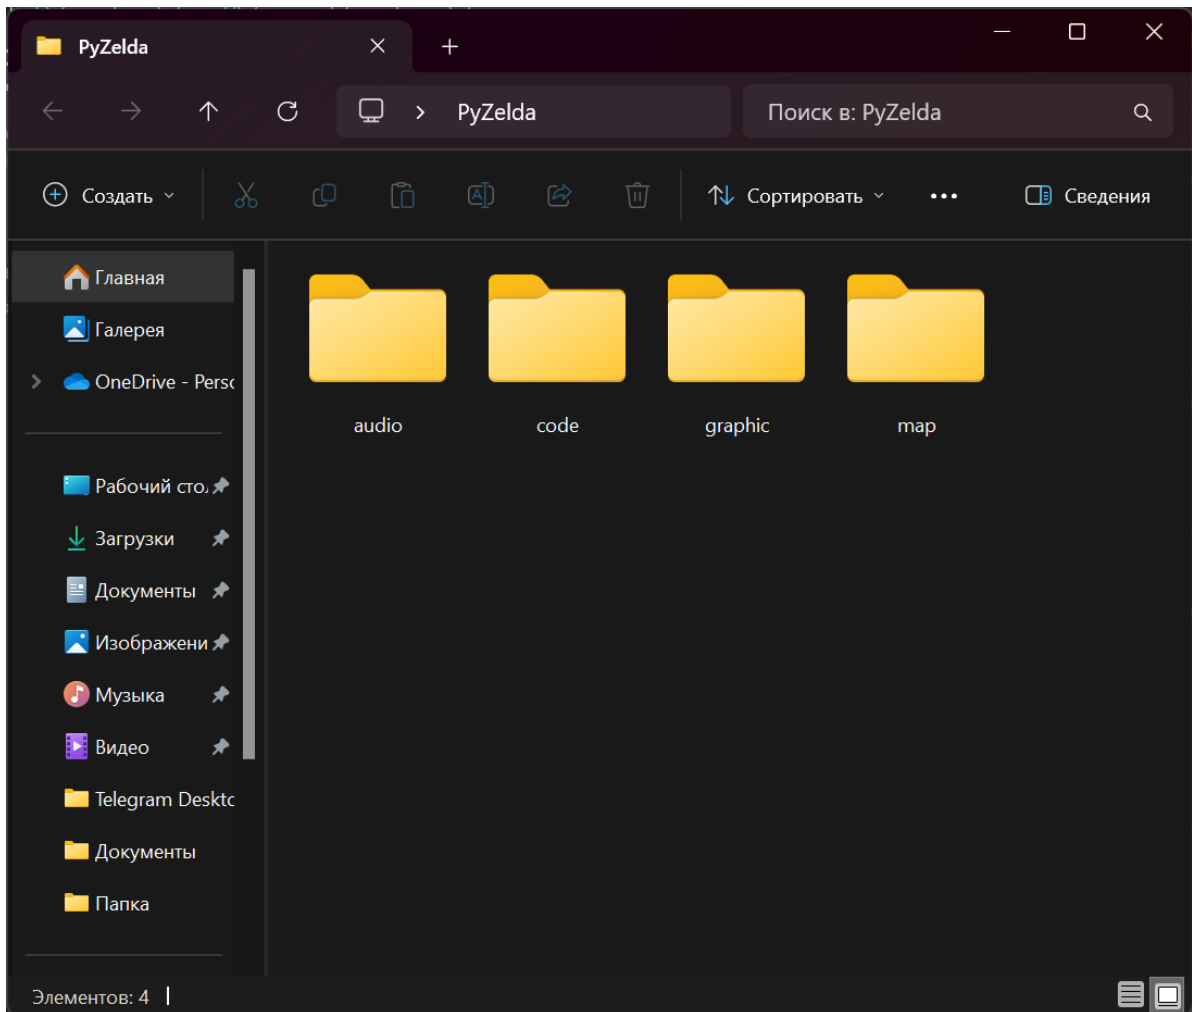 PyZelda
PyZelda
Поиск в: PyZelda
Создать
Сортировать
Сведения
Главная
Галерея
OneDrive - Persc
Рабочий сто
Загрузки
Документы
Изображени
Музыка
Видео
Telegram Deskto
Документы
Папка
audio
code
graphic
map
Элементов: 4